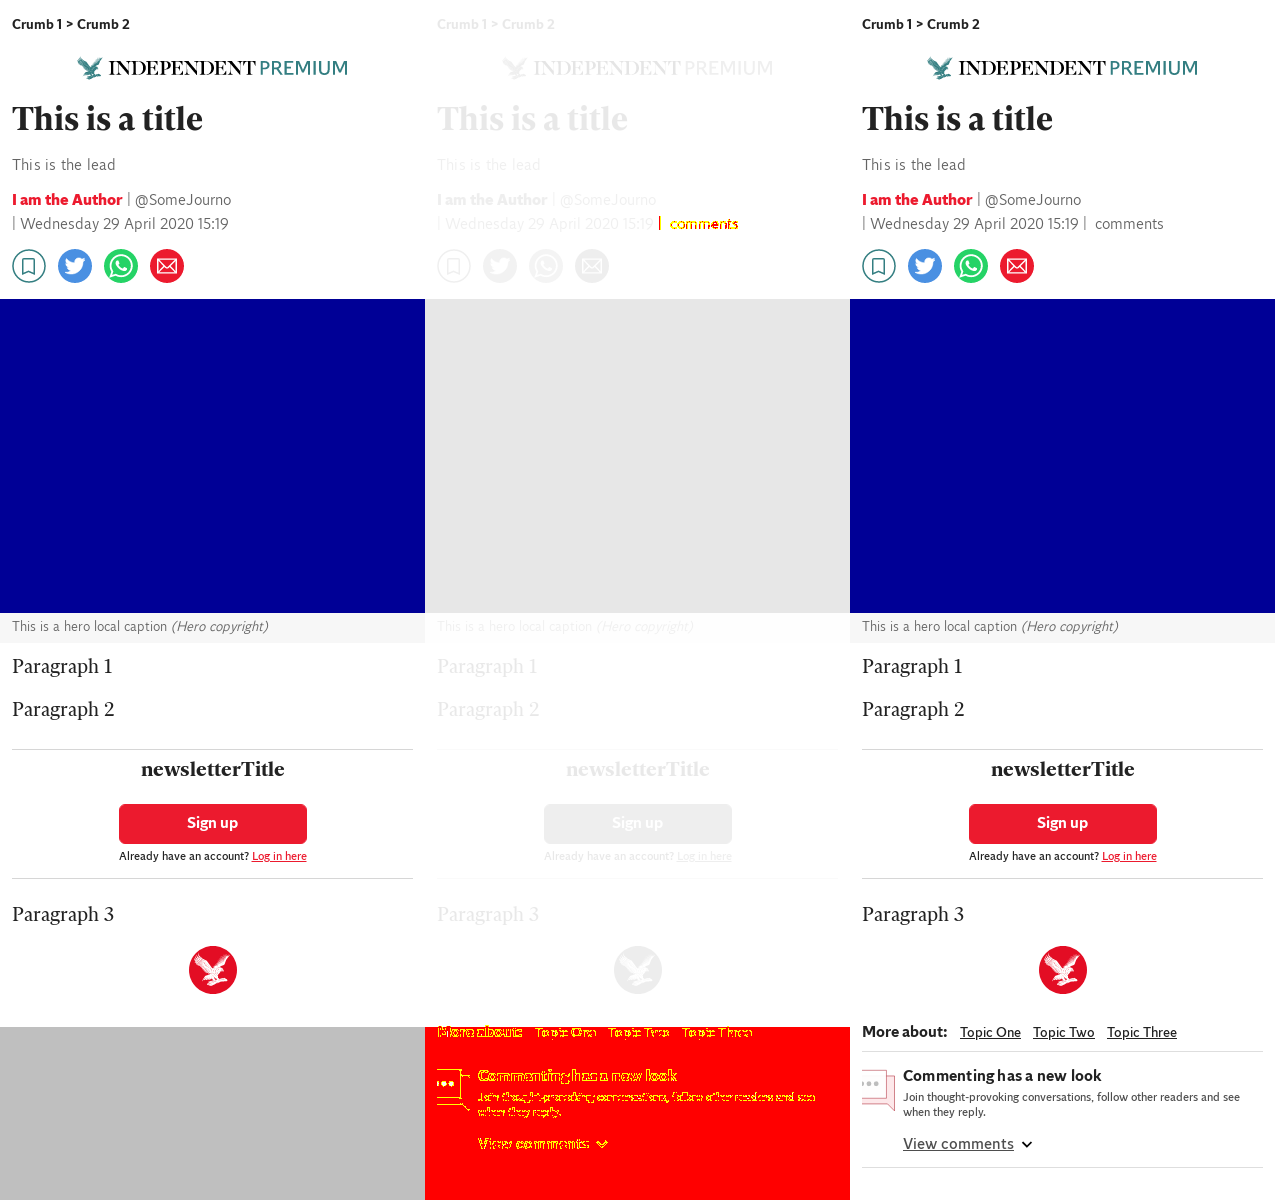 Crumb 1 > Crumb 2
INDEPENDENT PREMIUM
This is a title
This is the lead
I am the Author | @SomeJourno
| Wednesday 29 April 2020 15:19
This is a hero local caption (Hero copyright)
Paragraph 1
Paragraph 2
newsletterTitle
Sign up
Already have an account? Log in here
Paragraph 3
Crumb 1 > Crumb 2
INDEPENDENT PREMIUM
This is a title
This is the lead
I am the Author | @SomeJourno
| Wednesday 29 April 2020 15:19 | comments
This is a hero local caption (Hero copyright)
Paragraph 1
Paragraph 2
newsletterTitle
Sign up
Already have an account? Log in here
Paragraph 3
More about: Topic One Topic Two Topic Three
Commenting has a new look
Join thought-provoking conversations, follow other readers and see
when they reply.
View comments
Crumb 1 > Crumb 2
INDEPENDENT PREMIUM
This is a title
This is the lead
I am the Author | @SomeJourno
| Wednesday 29 April 2020 15:19 | comments
This is a hero local caption (Hero copyright)
Paragraph 1
Paragraph 2
newsletterTitle
Sign up
Already have an account? Log in here
Paragraph 3
More about: Topic One Topic Two Topic Three
Commenting has a new look
Join thought-provoking conversations, follow other readers and see
when they reply.
View comments